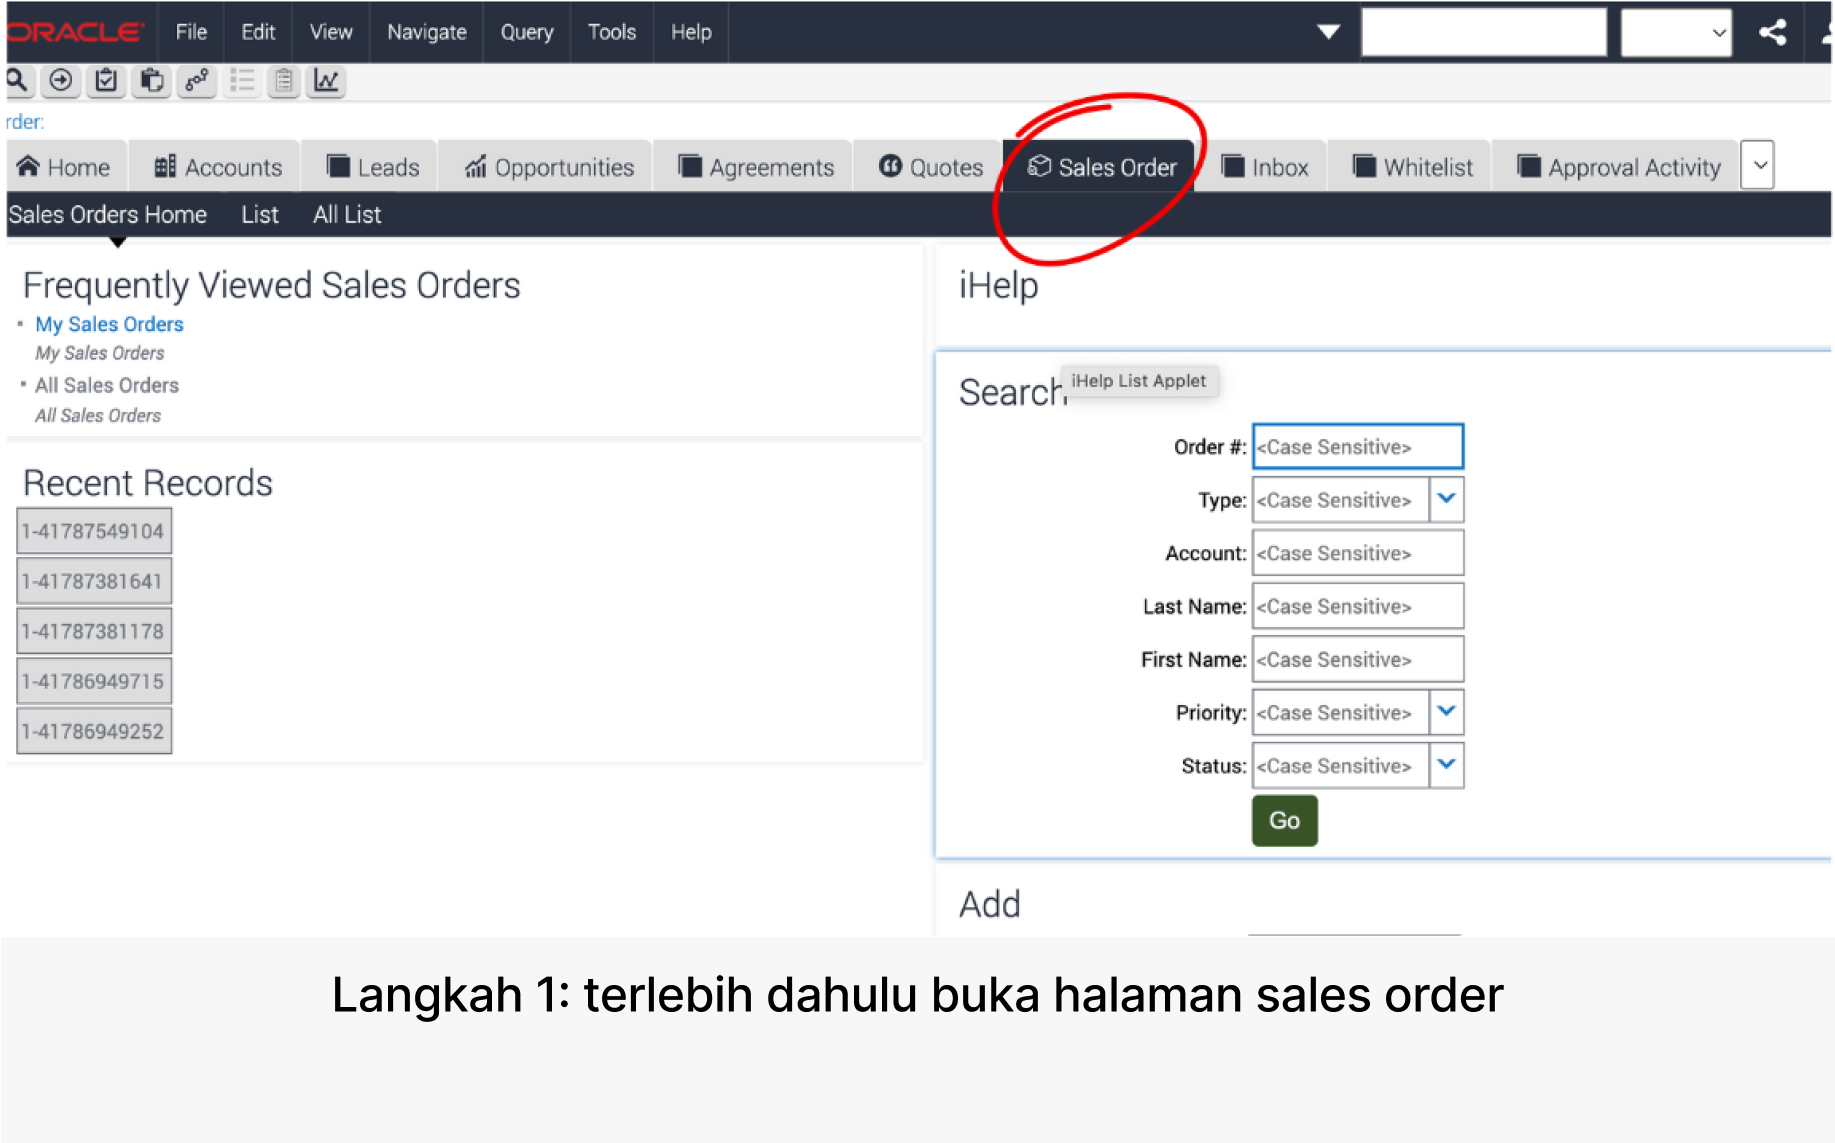 ORACLE File Edit View Navigate Query Tools Help
rder:
Home Accounts Leads Opportunities Agreements Quotes Sales Order Inbox Whitelist Approval Activity
Sales Orders Home List All List
Frequently Viewed Sales Orders
My Sales Orders
My Sales Orders
All Sales Orders
All Sales Orders
Recent Records
1-41787549104
1-41787381641
1-41787381178
1-41786949715
1-41786949252
iHelp
iHelp List Applet
Search
Order #: <Case Sensitive>
Type: <Case Sensitive>
Account: <Case Sensitive>
Last Name: <Case Sensitive>
First Name: <Case Sensitive>
Priority: <Case Sensitive>
Status: <Case Sensitive>
Go
Add
Langkah 1: terlebih dahulu buka halaman sales order